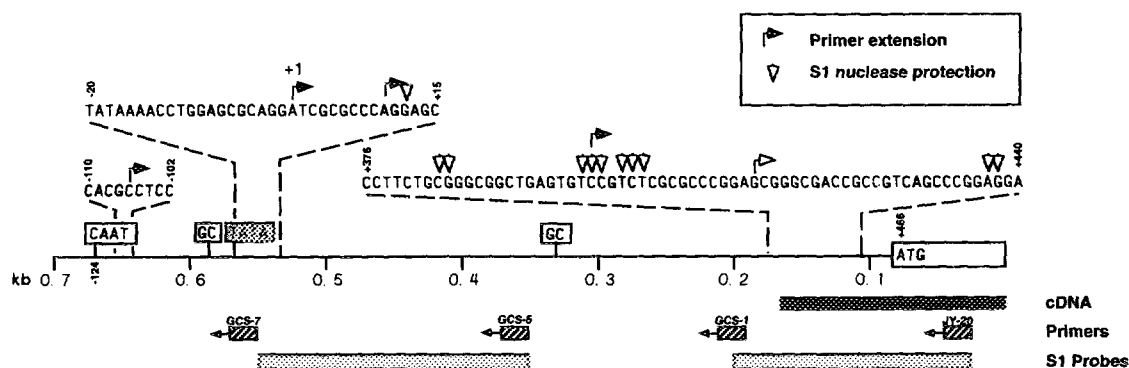 Primer extension
S1 nuclease protection
+1
-20
+15
TATAAAACCTGGAGCGCAGGATCGCGCCCAGGAGC
-110
-102
CACGCCTCC
+376
+440
CCTTCTGCGGGCGGCTGAGTGTCCGTCTCGCGCCCGGAGCGGGCGACCGCCGTCAGCCCGGAGGA
CAAT
GC
GC
+466
ATG
-124
kb 0.7 0.6 0.5 0.4 0.3 0.2 0.1
cDNA
GCS-7 GCS-5 GCS-1 JY-20 Primers
S1 Probes